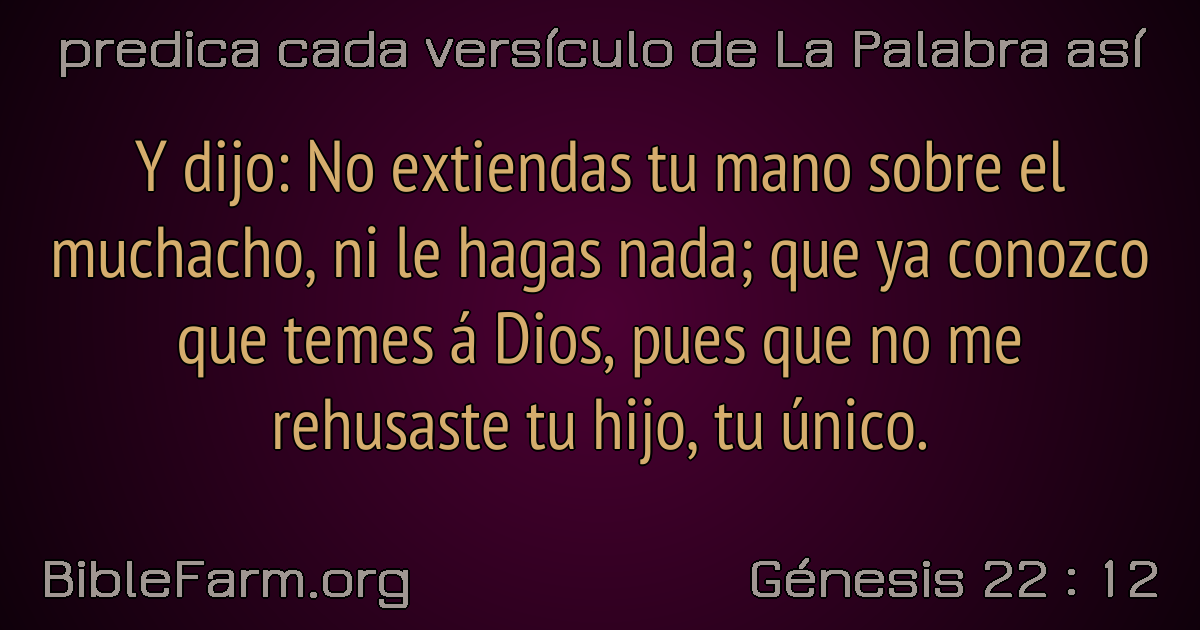 predica cada versículo de La Palabra así
Y dijo: No extiendas tu mano sobre el
muchacho, ni le hagas nada; que ya conozco
que temes á Dios, pues que no me
rehusaste tu hijo, tu único.
BibleFarm.org
Génesis 22 : 12